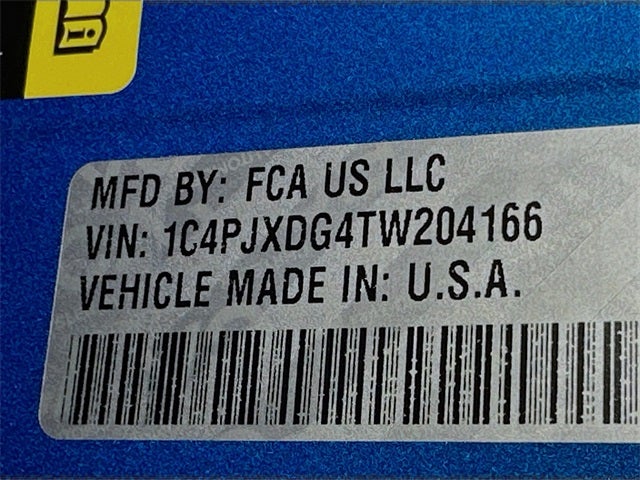 MFD BY: FCA US LLC
VIN: 1C4PJXDG4TW204166
VEHICLE MADE IN: U.S.A.